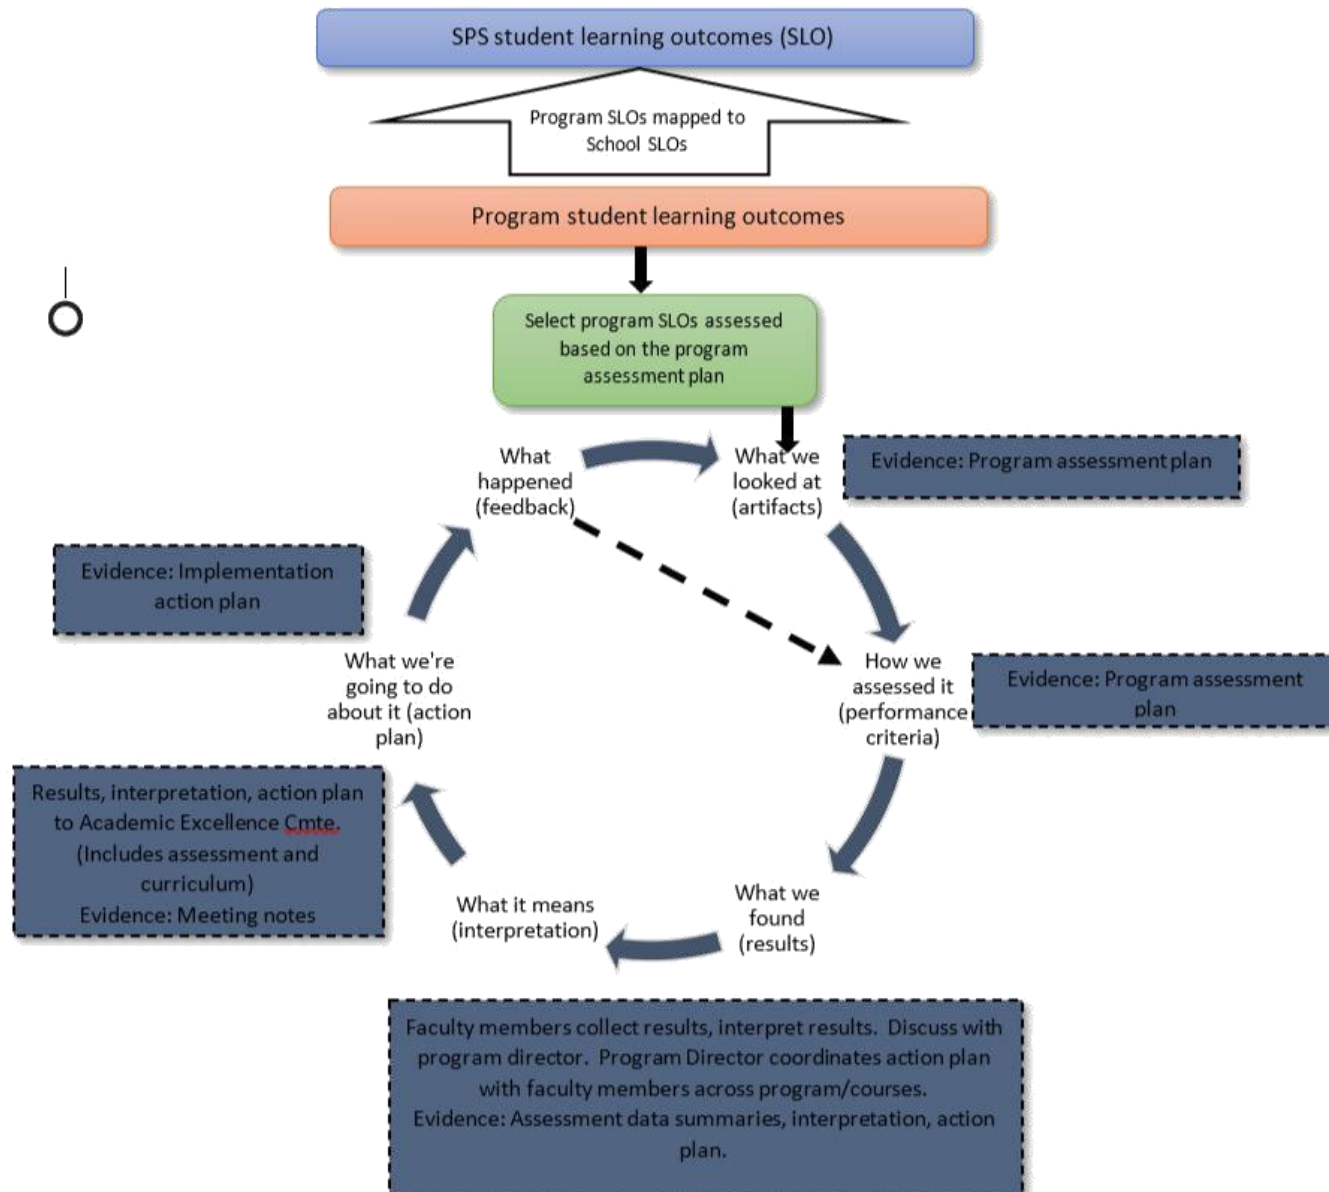 SPS student learning outcomes (SLO)
Program SLOs mapped to
School SLOs
Program student learning outcomes
Select program SLOs assessed
based on the program
assessment plan
What
happened
(feedback)
What we
looked at
(artifacts)
Evidence: Program assessment plan
Evidence: Implementation
action plan
What we're
going to do
about it (action
plan)
How we
assessed it
(performance
criteria)
Evidence: Program assessment
plan
Results, interpretation, action plan
to Academic Excellence Cmte.
(Includes assessment and
curriculum)
Evidence: Meeting notes
What it means
(interpretation)
What we
found
(results)
Faculty members collect results, interpret results. Discuss with
program director. Program Director coordinates action plan
with faculty members across program/courses.
Evidence: Assessment data summaries, interpretation, action
plan.